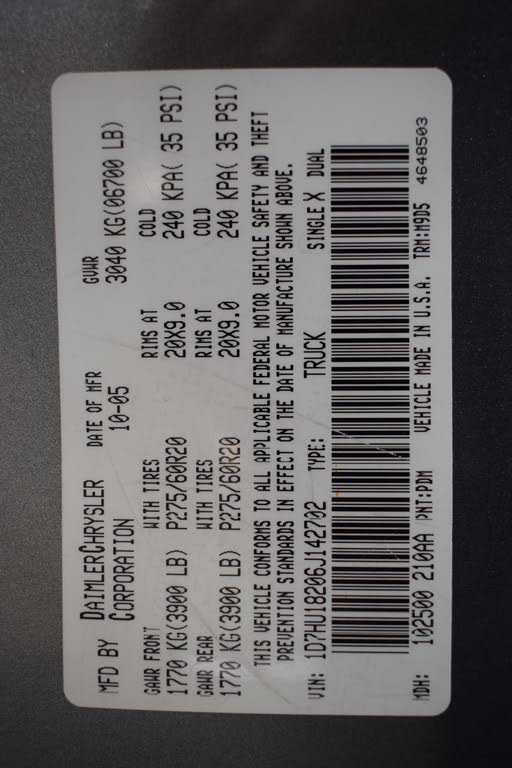 MFD BY DAIMLERCHRYSLER CORPORATION DATE OF MFR 10-05 GVWR 3040 KG(06700 LB)
GAWR FRONT WITH TIRES RIMS AT COLD
1770 KG(3900 LB) P275/60R20 20X9.0 240 KPA( 35 PSI)
GAWR REAR WITH TIRES RIMS AT COLD
1770 KG(3900 LB) P275/60R20 20X9.0 240 KPA( 35 PSI)
THIS VEHICLE CONFORMS TO ALL APPLICABLE FEDERAL MOTOR VEHICLE SAFETY AND THEFT
PREVENTION STANDARDS IN EFFECT ON THE DATE OF MANUFACTURE SHOWN ABOVE.
VIN: 1D7HU18206J142702 TYPE: TRUCK SINGLE X DUAL
MDH: 102500 210AA PNT:PDM VEHICLE MADE IN U.S.A. TRM:M9D5 4648503